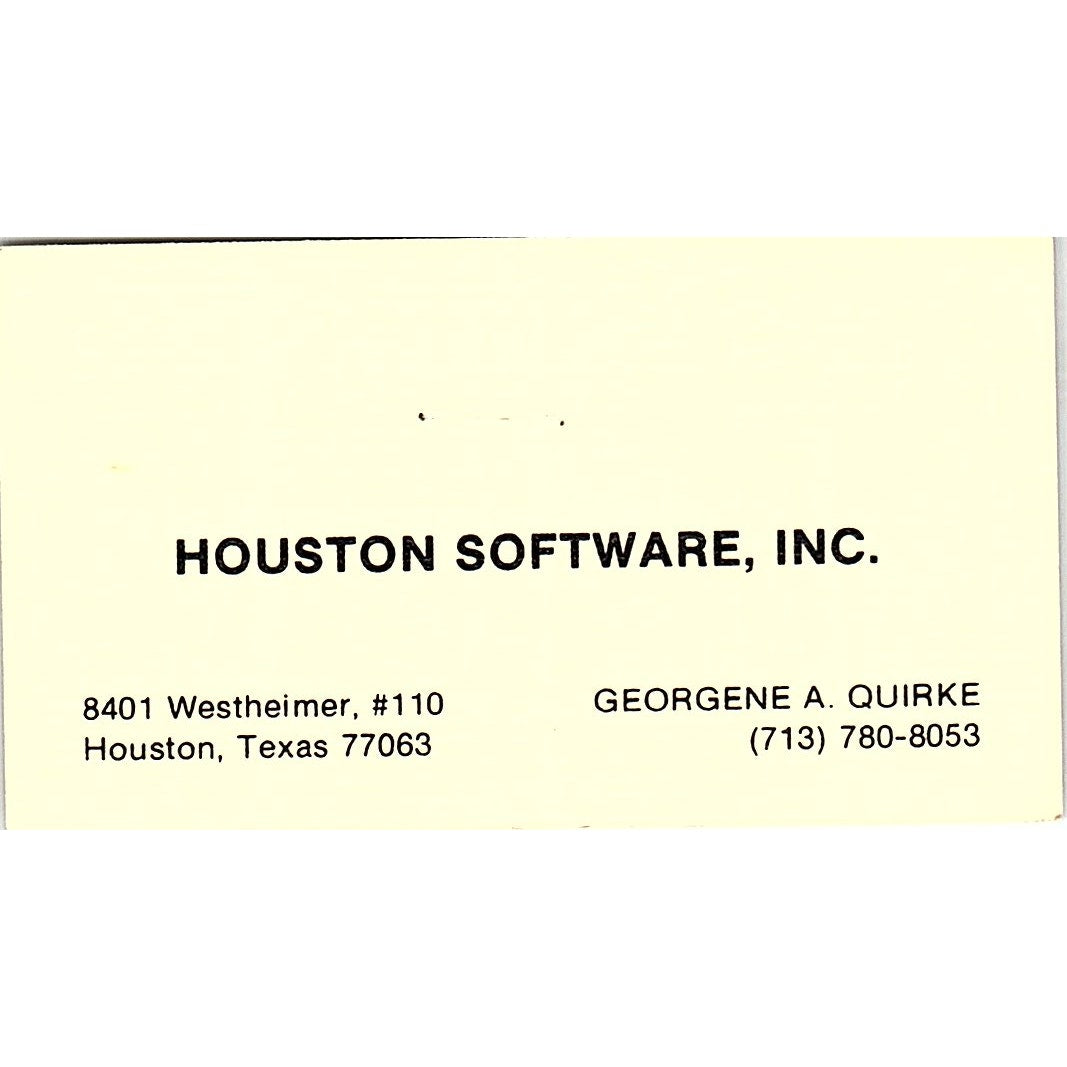 HOUSTON SOFTWARE, INC.
8401 Westheimer, #110
Houston, Texas 77063
GEORGENE A. QUIRKE
(713) 780-8053